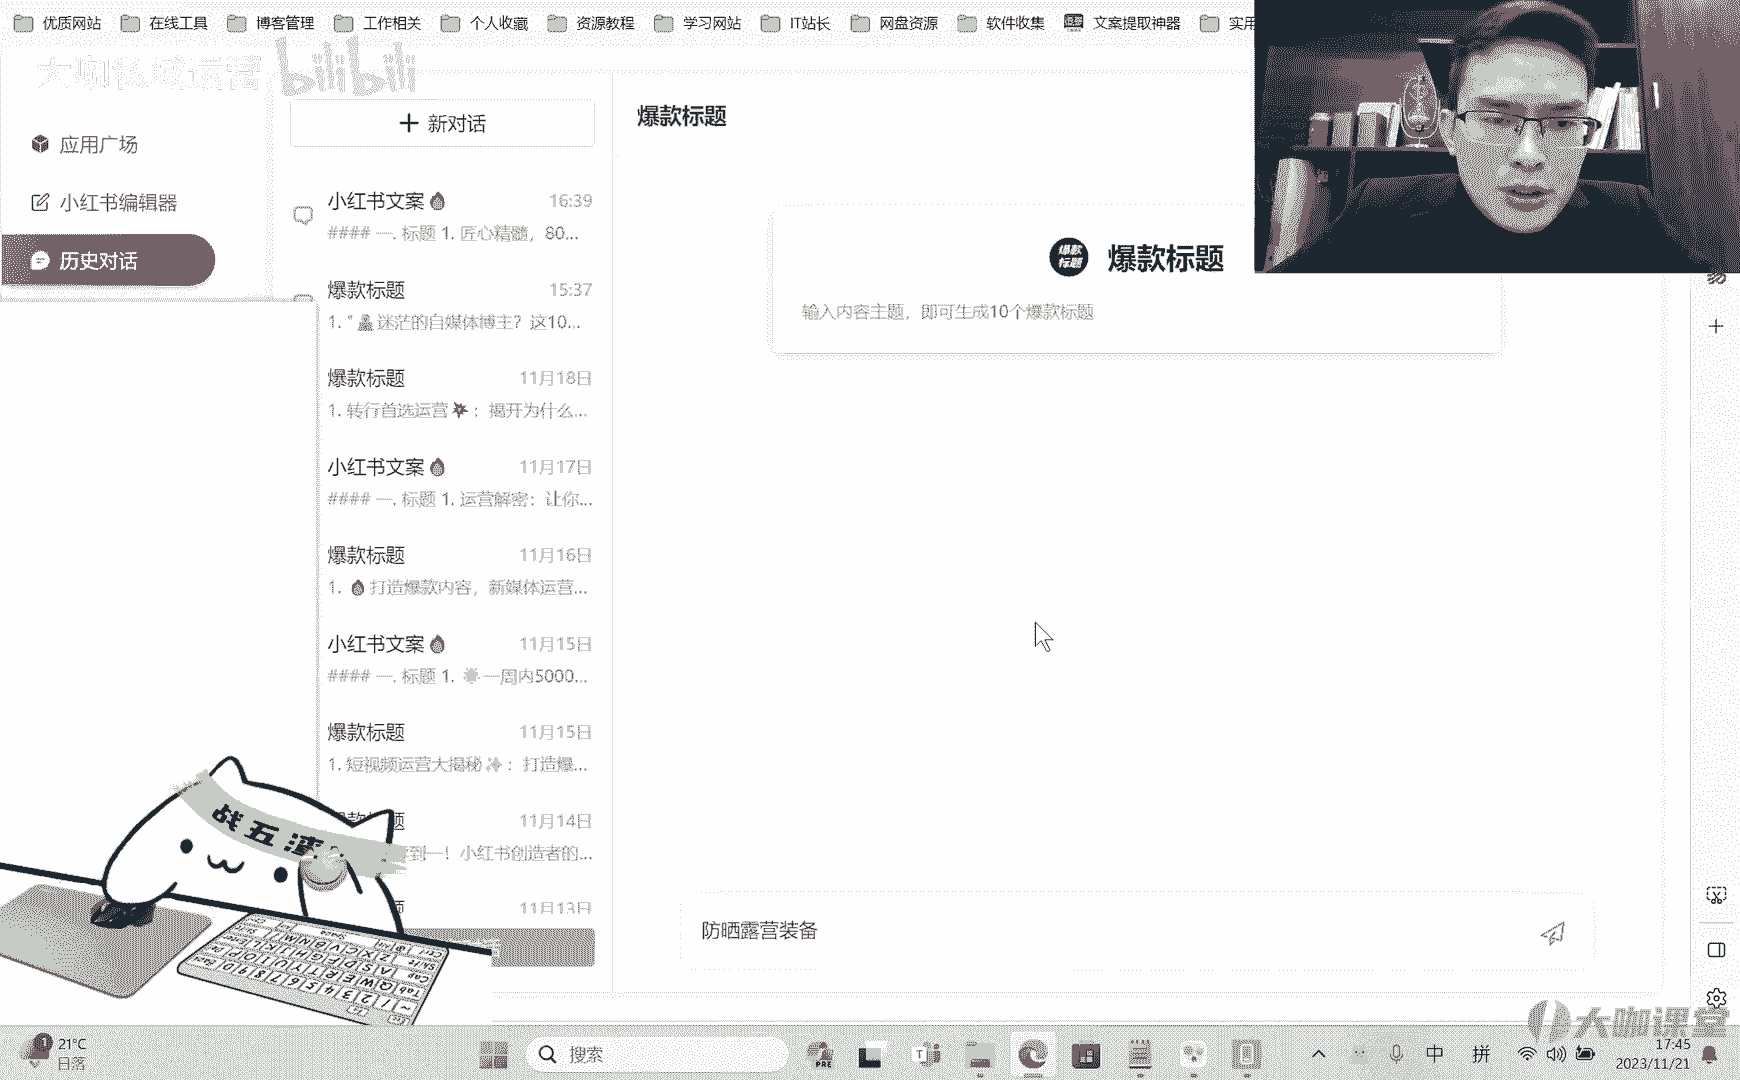 优质网站 在线工具 博客管理 工作相关 个人收藏 资源教程 学习网站 IT站长 网盘资源 软件收集 文案提取神器 实用
大咖私域运营 bilibili
应用广场
小红书编辑器
历史对话
新对话
小红书文案 16:39
#### 一. 标题 1. 匠心精髓，80...
爆款标题 15:37
1. "迷茫的自媒体博主？这10...
爆款标题 11月18日
1. 转行首选运营：揭开为什么...
小红书文案 11月17日
#### 一. 标题 1. 运营解密：让你...
爆款标题 11月16日
1. 打造爆款内容，新媒体运营...
小红书文案 11月15日
#### 一. 标题 1. 一周内5000...
爆款标题 11月15日
1. 短视频运营大揭秘：打造爆...
题 11月14日
到一！小红书创造者的...
11月13日
爆款标题
爆款标题
爆款标题
输入内容主题，即可生成10个爆款标题
防晒露营装备
战五渣
大咖课堂
1
21°C
日落
搜索
PRE
中
拼
17:45
2023/11/21